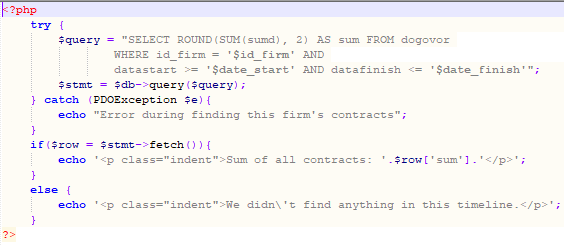 <?php
    try {
        $query = "SELECT ROUND(SUM(sumd), 2) AS sum FROM dogovor
                WHERE id_firm = '$id_firm' AND
                datastart >= '$date_start' AND datafinish <= '$date_finish'";
        $stmt = $db->query($query);
    } catch (PDOException $e){
        echo "Error during finding this firm's contracts";
    }
    if($row = $stmt->fetch()){
        echo '<p class="indent">Sum of all contracts: '.$row['sum'].'</p>';
    }
    else {
        echo '<p class="indent">We didn\'t find anything in this timeline.</p>';
    }
?>